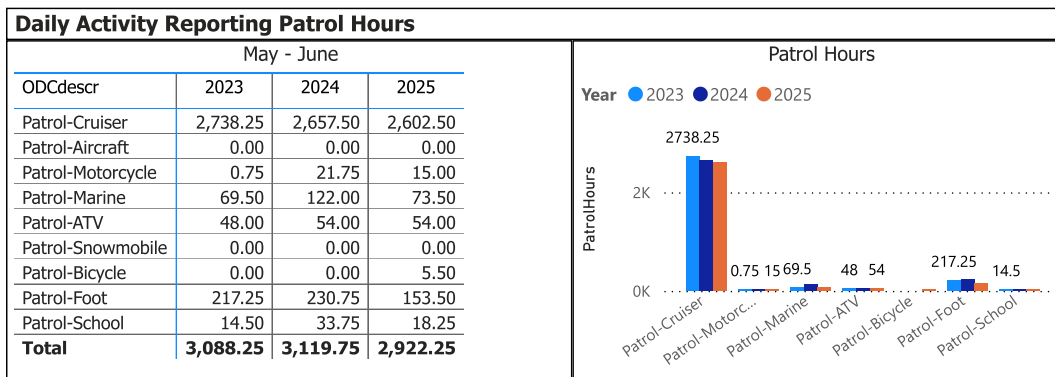 Daily Activity Reporting Patrol Hours
May - June
ODCdescr 2023 2024 2025
Patrol-Cruiser 2,738.25 2,657.50 2,602.50
Patrol-Aircraft 0.00 0.00 0.00
Patrol-Motorcycle 0.75 21.75 15.00
Patrol-Marine 69.50 122.00 73.50
Patrol-ATV 48.00 54.00 54.00
Patrol-Snowmobile 0.00 0.00 0.00
Patrol-Bicycle 0.00 0.00 5.50
Patrol-Foot 217.25 230.75 153.50
Patrol-School 14.50 33.75 18.25
Total 3,088.25 3,119.75 2,922.25
Patrol Hours
Year 2023 2024 2025
PatrolHours
2738.25
2K
0.75 15 69.5 48 54 217.25 14.5
0K
Patrol-Cruiser Patrol-Motorc... Patrol-Marine Patrol-ATV Patrol-Bicycle Patrol-Foot Patrol-School